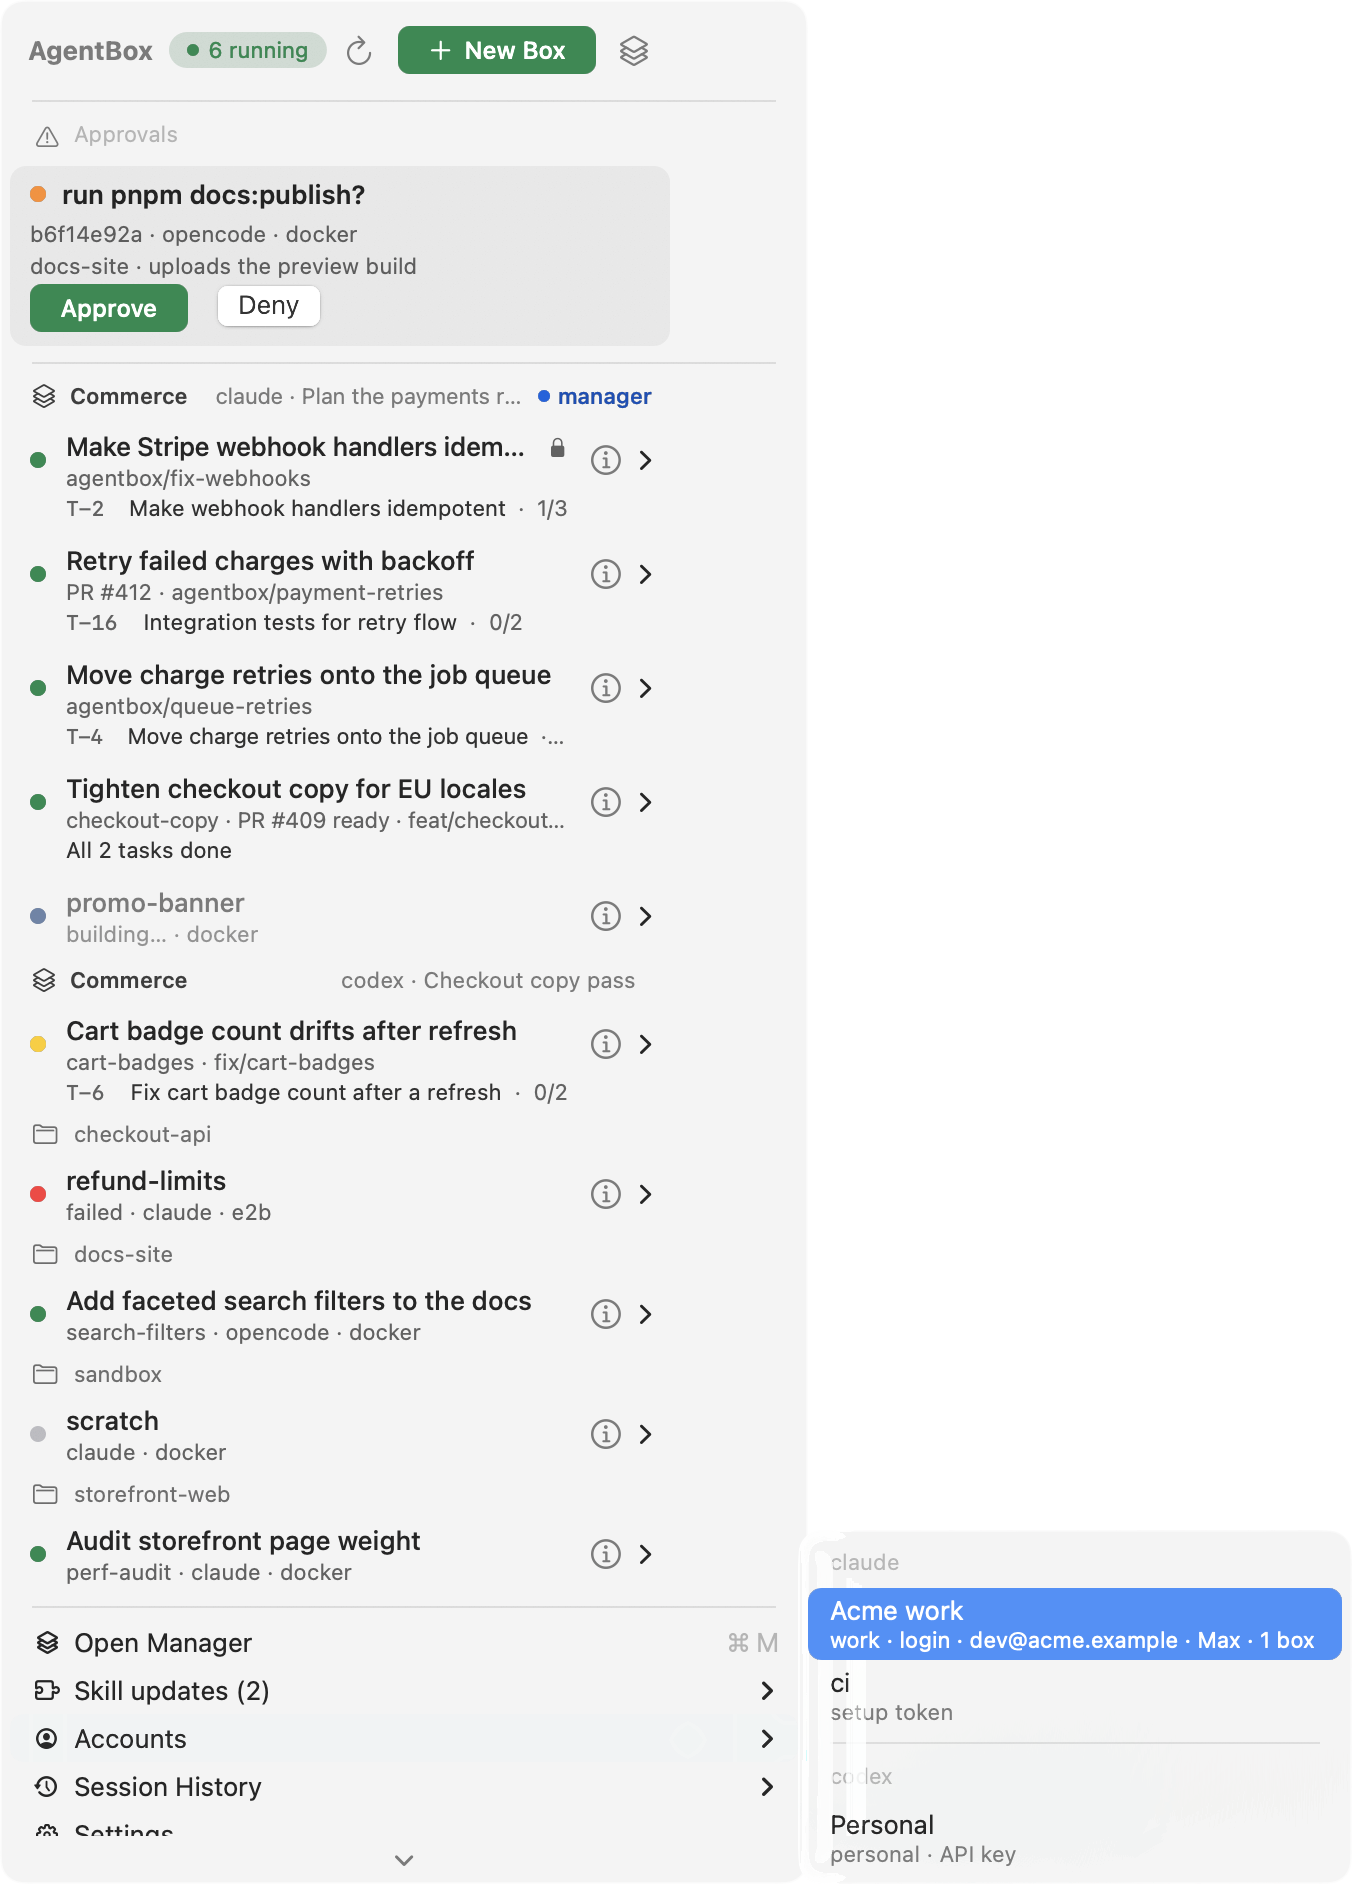 AgentBox
6 running
New Box
Approvals
run pnpm docs:publish?
b6f14e92a · opencode · docker
docs-site · uploads the preview build
Approve
Deny
Commerce claude · Plan the payments r... manager
Make Stripe webhook handlers idem...
agentbox/fix-webhooks
T–2 Make webhook handlers idempotent · 1/3
Retry failed charges with backoff
PR #412 · agentbox/payment-retries
T–16 Integration tests for retry flow · 0/2
Move charge retries onto the job queue
agentbox/queue-retries
T–4 Move charge retries onto the job queue ·...
Tighten checkout copy for EU locales
checkout-copy · PR #409 ready · feat/checkout...
All 2 tasks done
promo-banner
building... · docker
Commerce codex · Checkout copy pass
Cart badge count drifts after refresh
cart-badges · fix/cart-badges
T–6 Fix cart badge count after a refresh · 0/2
checkout-api
refund-limits
failed · claude · e2b
docs-site
Add faceted search filters to the docs
search-filters · opencode · docker
sandbox
scratch
claude · docker
storefront-web
Audit storefront page weight
perf-audit · claude · docker
Open Manager ⌘ M
Skill updates (2)
Accounts
Session History
Settings
claude
Acme work
work · login · dev@acme.example · Max · 1 box
ci
setup token
codex
Personal
personal · API key